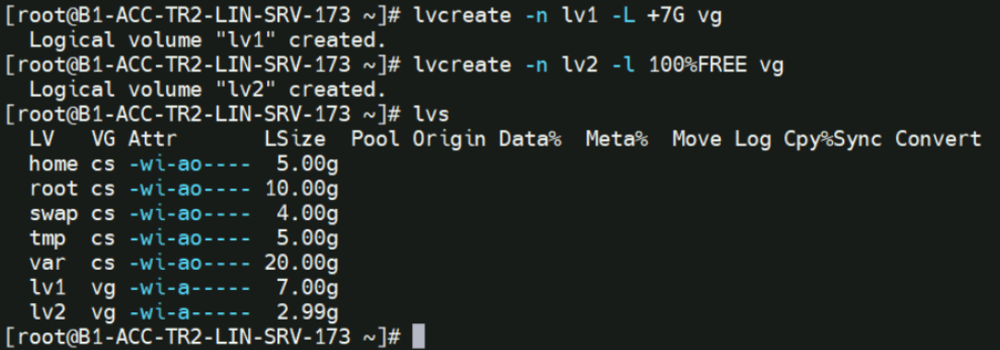 [root@B1-ACC-TR2-LIN-SRV-173 ~]# lvcreate -n lv1 -L +7G vg
  Logical volume "lv1" created.
[root@B1-ACC-TR2-LIN-SRV-173 ~]# lvcreate -n lv2 -l 100%FREE vg
  Logical volume "lv2" created.
[root@B1-ACC-TR2-LIN-SRV-173 ~]# lvs
  LV   VG Attr       LSize  Pool Origin Data%  Meta%  Move Log Cpy%Sync Convert
  home cs -wi-ao----  5.00g
  root cs -wi-ao---- 10.00g
  swap cs -wi-ao----  4.00g
  tmp  cs -wi-ao----  5.00g
  var  cs -wi-ao---- 20.00g
  lv1  vg -wi-a-----  7.00g
  lv2  vg -wi-a-----  2.99g
[root@B1-ACC-TR2-LIN-SRV-173 ~]#